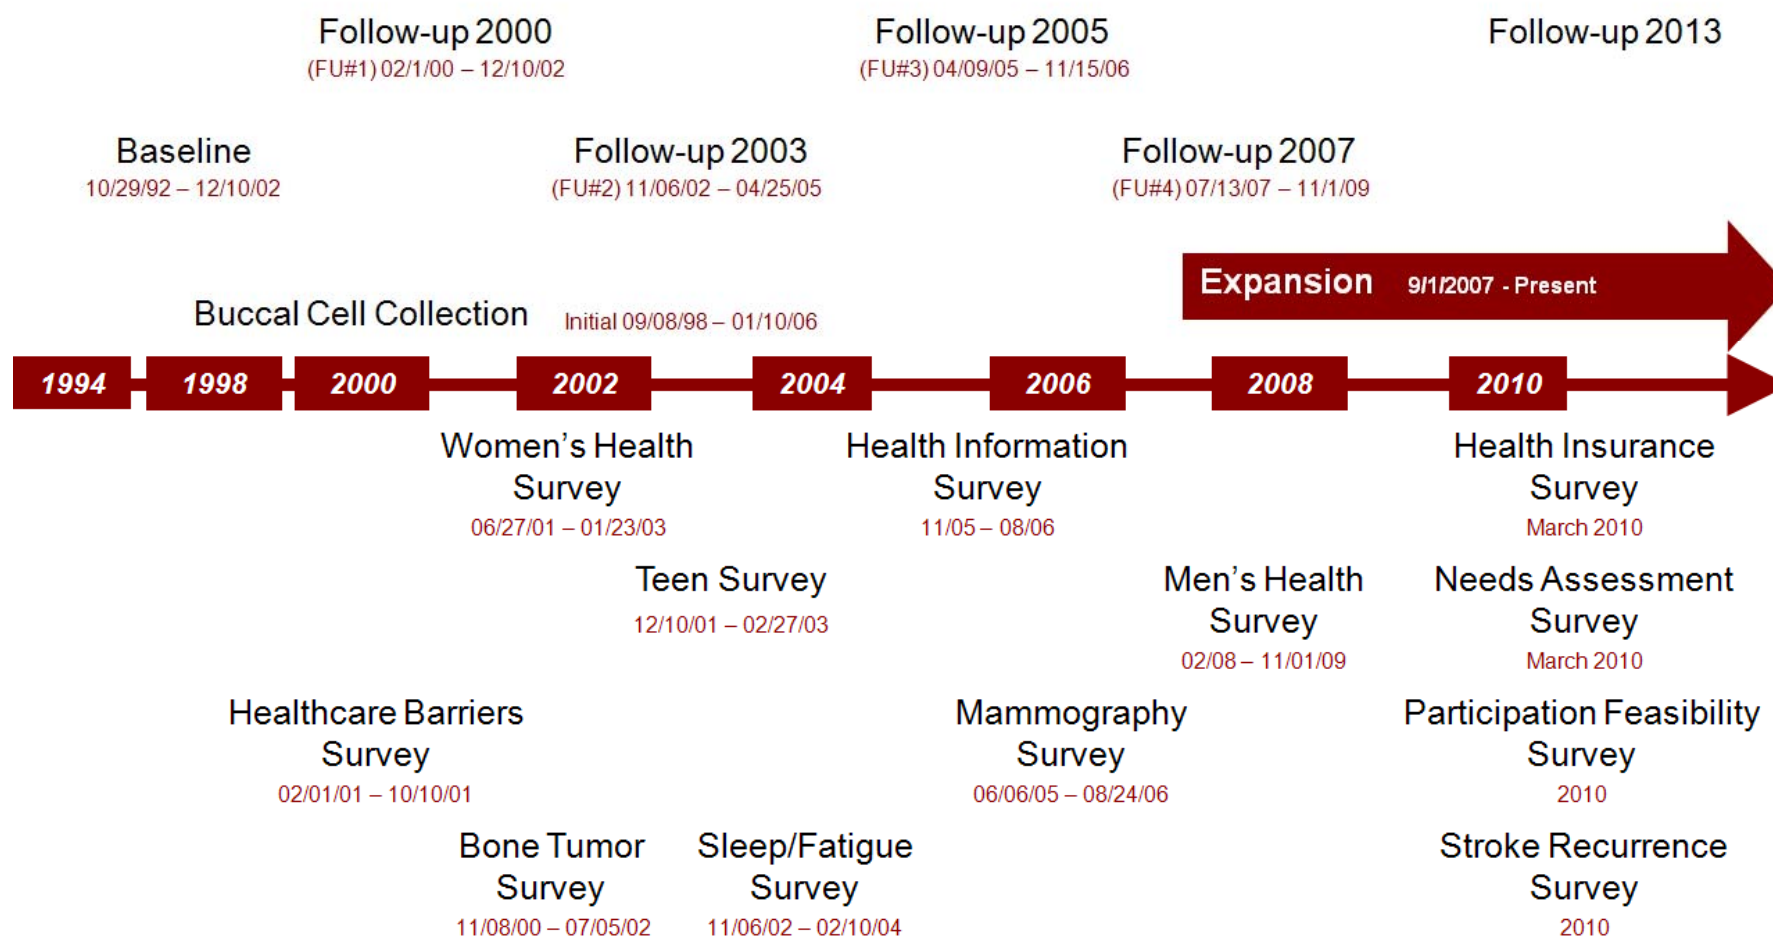 Follow-up 2000
(FU#1) 02/1/00 – 12/10/02
Follow-up 2005
(FU#3) 04/09/05 – 11/15/06
Follow-up 2013
Baseline
10/29/92 – 12/10/02
Follow-up 2003
(FU#2) 11/06/02 – 04/25/05
Follow-up 2007
(FU#4) 07/13/07 – 11/1/09
Expansion 9/1/2007 - Present
Buccal Cell Collection Initial 09/08/98 – 01/10/06
1994 1998 2000 2002 2004 2006 2008 2010
Women's Health
Survey
06/27/01 – 01/23/03
Health Information
Survey
11/05 – 08/06
Health Insurance
Survey
March 2010
Teen Survey
12/10/01 – 02/27/03
Men's Health
Survey
02/08 – 11/01/09
Needs Assessment
Survey
March 2010
Healthcare Barriers
Survey
02/01/01 – 10/10/01
Mammography
Survey
06/06/05 – 08/24/06
Participation Feasibility
Survey
2010
Bone Tumor
Survey
11/08/00 – 07/05/02
Sleep/Fatigue
Survey
11/06/02 – 02/10/04
Stroke Recurrence
Survey
2010